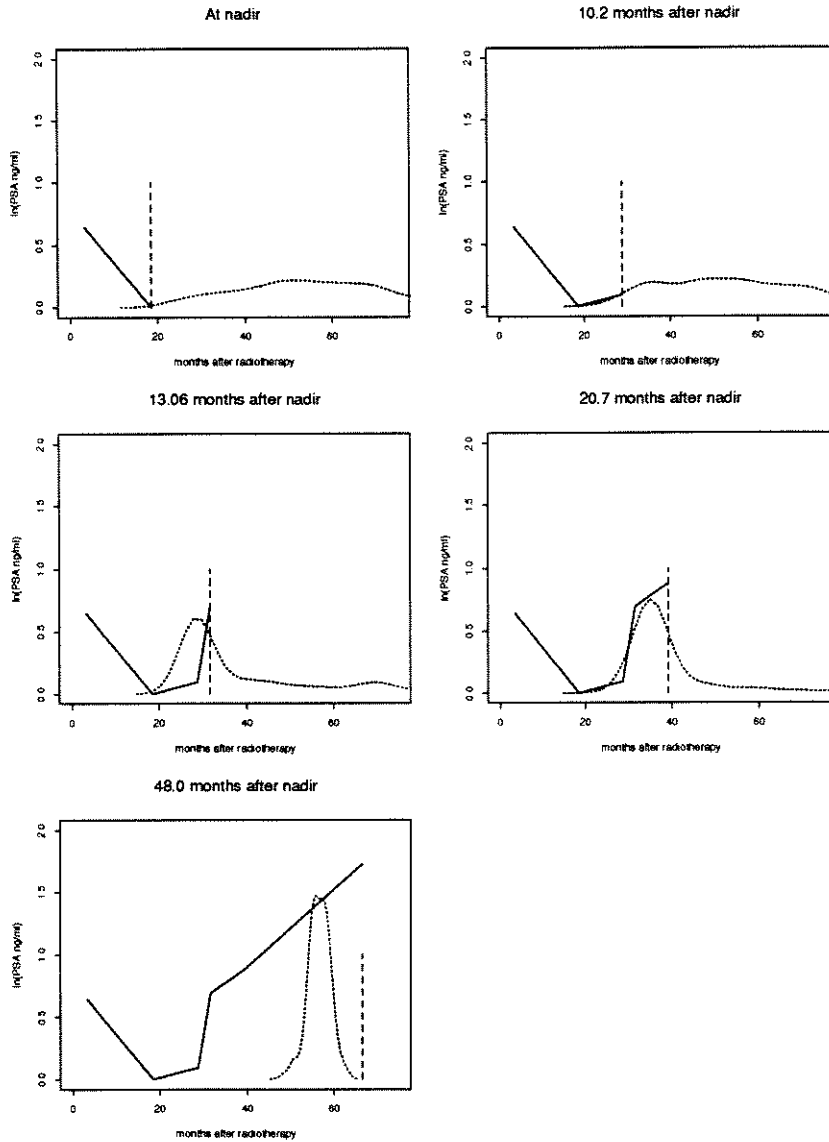 At nadir
ln(PSA ng/ml)
2.0
1.5
1.0
0.5
0.0
0 20 40 60
months after radiotherapy
10.2 months after nadir
ln(PSA ng/ml)
2.0
1.5
1.0
0.5
0.0
0 20 40 60
months after radiotherapy
13.06 months after nadir
ln(PSA ng/ml)
2.0
1.5
1.0
0.5
0.0
0 20 40 60
months after radiotherapy
20.7 months after nadir
ln(PSA ng/ml)
2.0
1.5
1.0
0.5
0.0
0 20 40 60
months after radiotherapy
48.0 months after nadir
ln(PSA ng/ml)
2.0
1.5
1.0
0.5
0.0
0 20 40 60
months after radiotherapy